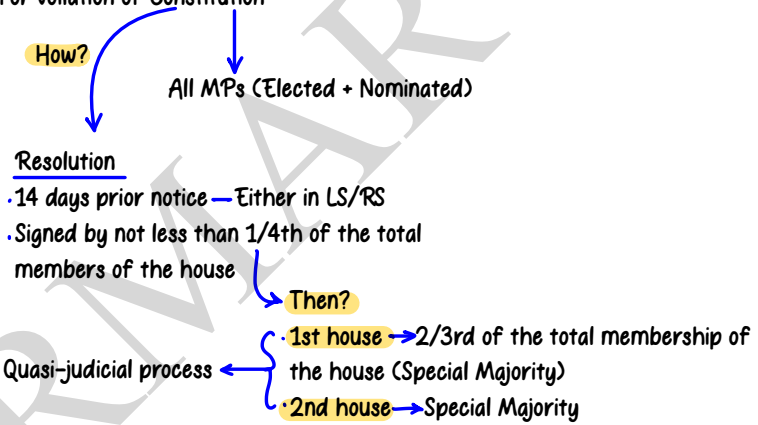 For Voilation of Constitution
How?
All MPs (Elected + Nominated)
Resolution
·14 days prior notice — Either in LS/RS
·Signed by not less than 1/4th of the total
members of the house
Then?
·1st house → 2/3rd of the total membership of
Quasi-judicial process ← the house (Special Majority)
·2nd house → Special Majority
RMAR